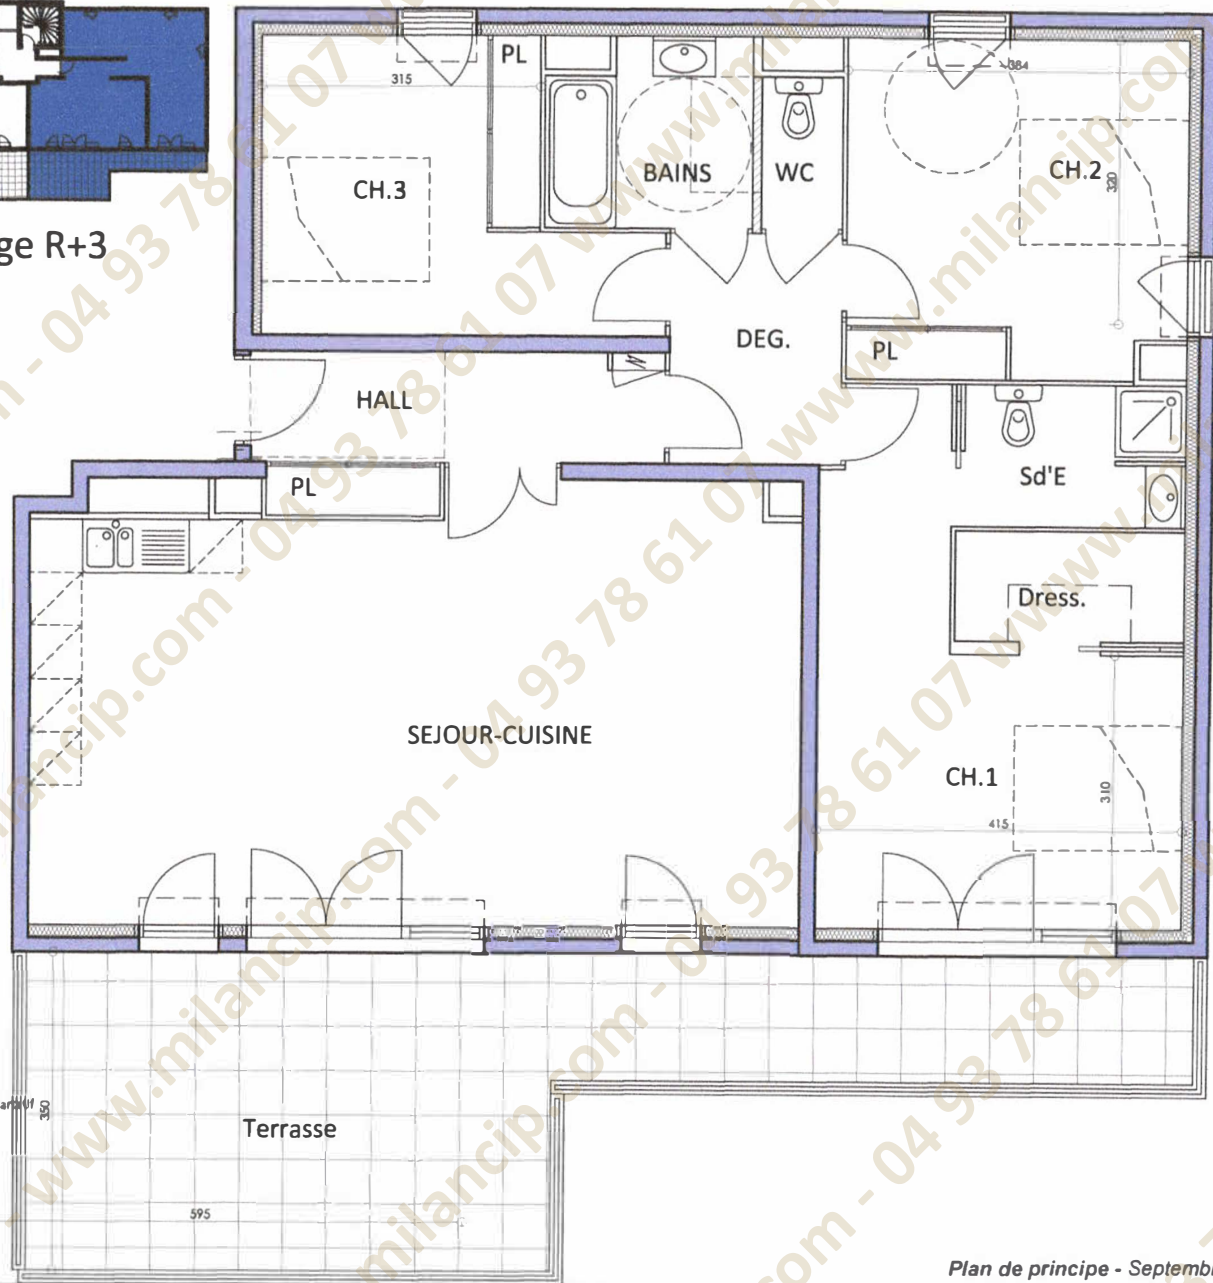 ge R+3
315
PL
384
CH.3
BAINS
WC
CH.2
320
DEG.
PL
HALL
PL
Sd'E
Dress.
SEJOUR-CUISINE
CH.1
310
415
350
Terrasse
595
Plan de principe - Septemb
www.milancip.com - 04 93 78 61 07